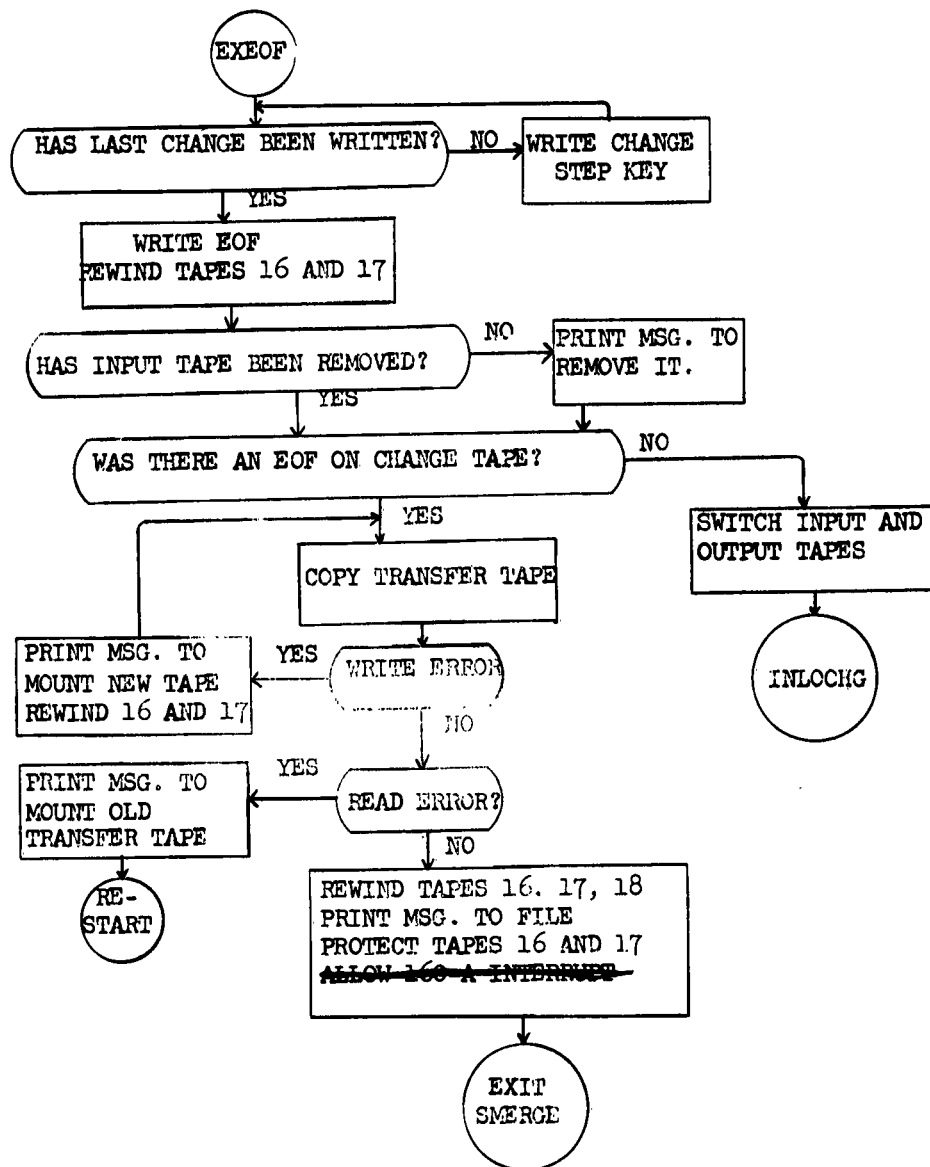 EXEOF
HAS LAST CHANGE BEEN WRITTEN?
NO
WRITE CHANGE
STEP KEY
YES
WRITE EOF
REWIND TAPES 16 AND 17
HAS INPUT TAPE BEEN REMOVED?
NO
PRINT MSG. TO
REMOVE IT.
YES
WAS THERE AN EOF ON CHANGE TAPE?
NO
YES
SWITCH INPUT AND
OUTPUT TAPES
COPY TRANSFER TAPE
INLOCHG
PRINT MSG. TO
MOUNT NEW TAPE
REWIND 16 AND 17
YES
WRITE ERROR
NO
PRINT MSG. TO
MOUNT OLD
TRANSFER TAPE
YES
READ ERROR?
NO
RE-
START
REWIND TAPES 16. 17, 18
PRINT MSG. TO FILE
PROTECT TAPES 16 AND 17
ALLOW 160-A INTERRUPT
EXIT
SMERGE